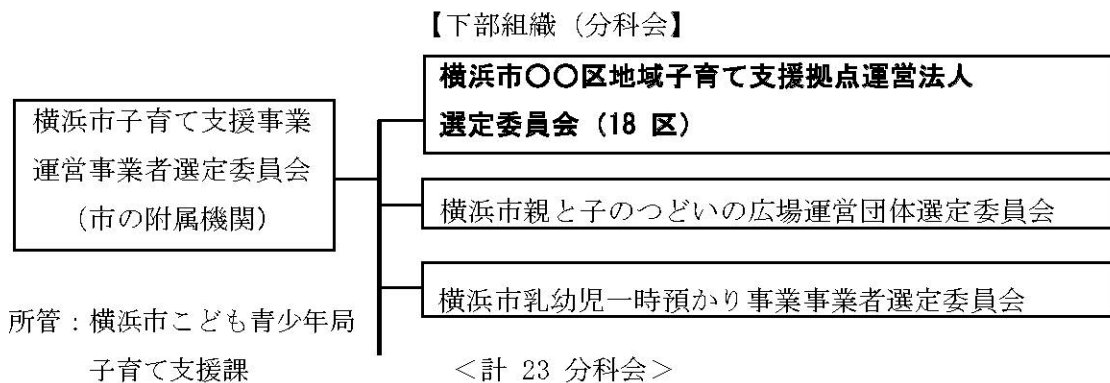 【下部組織（分科会】
横浜市〇〇区地域子育て支援拠点運営法人
選定委員会（18 区）
横浜市子育て支援事業
運営事業者選定委員会
（市の附属機関）
横浜市親と子のつどいの広場運営団体選定委員会
横浜市乳幼児一時預かり事業事業者選定委員会
所管：横浜市こども青少年局
子育て支援課
＜計 23 分科会＞